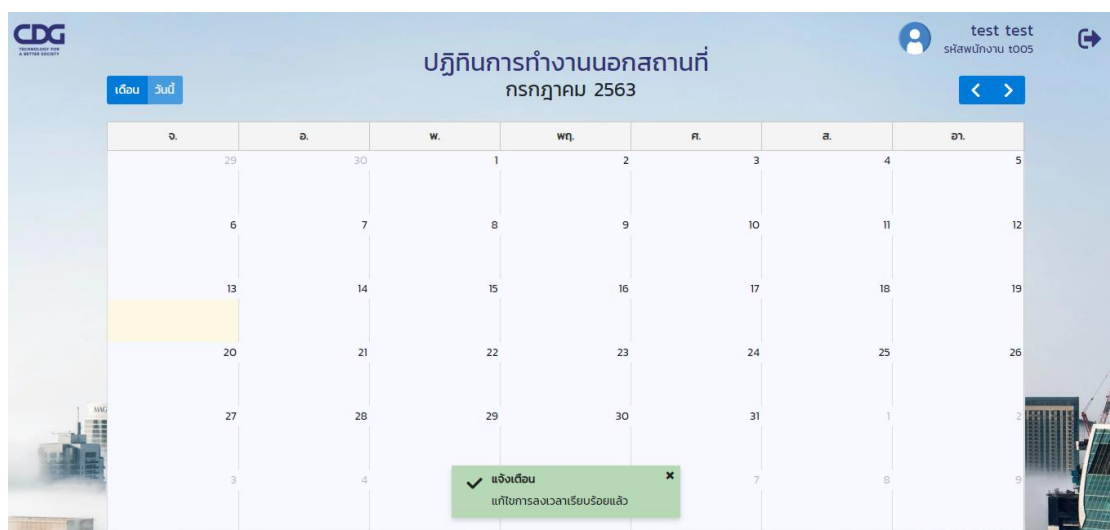 CDG
TECHNOLOGY FOR
A BETTER SOCIETY
test test
รหัสพนักงาน t005
ปฏิทินการทำงานนอกสถานที่
กรกฎาคม 2563
เดือน วันนี้
จ. อ. พ. พฤ. ศ. ส. อา.
29 30 1 2 3 4 5
6 7 8 9 10 11 12
13 14 15 16 17 18 19
20 21 22 23 24 25 26
27 28 29 30 31 1 2
3 4 7 8 9
แจ้งเตือน
แก้ไขการลงเวลาเรียบร้อยแล้ว